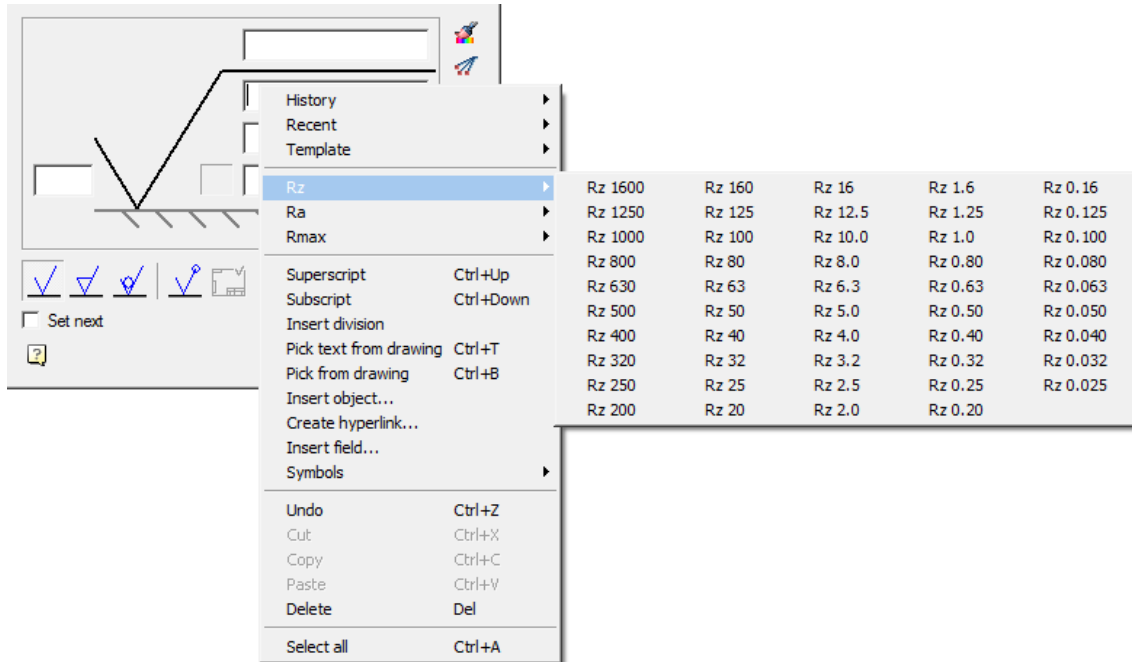 History
Recent
Template
Rz
Ra
Rmax
Superscript Ctrl+Up
Subscript Ctrl+Down
Insert division
Pick text from drawing Ctrl+T
Pick from drawing Ctrl+B
Insert object...
Create hyperlink...
Insert field...
Symbols
Undo Ctrl+Z
Cut Ctrl+X
Copy Ctrl+C
Paste Ctrl+V
Delete Del
Select all Ctrl+A
Rz 1600 Rz 160 Rz 16 Rz 1.6 Rz 0.16
Rz 1250 Rz 125 Rz 12.5 Rz 1.25 Rz 0.125
Rz 1000 Rz 100 Rz 10.0 Rz 1.0 Rz 0.100
Rz 800 Rz 80 Rz 8.0 Rz 0.80 Rz 0.080
Rz 630 Rz 63 Rz 6.3 Rz 0.63 Rz 0.063
Rz 500 Rz 50 Rz 5.0 Rz 0.50 Rz 0.050
Rz 400 Rz 40 Rz 4.0 Rz 0.40 Rz 0.040
Rz 320 Rz 32 Rz 3.2 Rz 0.32 Rz 0.032
Rz 250 Rz 25 Rz 2.5 Rz 0.25 Rz 0.025
Rz 200 Rz 20 Rz 2.0 Rz 0.20
Set next
?